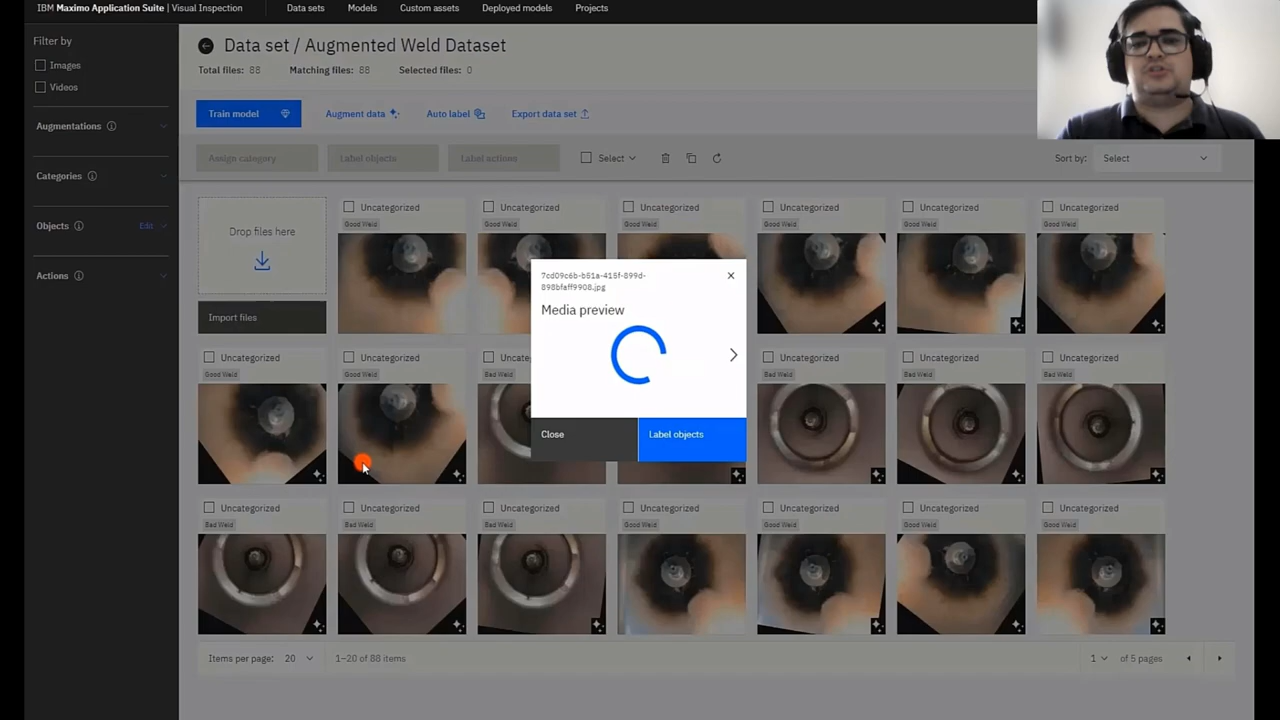 IBM Maximo Application Suite | Visual Inspection
Data sets
Models
Custom assets
Deployed models
Projects
Filter by
Images
Videos
Augmentations
Categories
Objects
Edit
Actions
Data set / Augmented Weld Dataset
Total files: 88
Matching files: 88
Selected files: 0
Train model
Augment data
Auto label
Export data set
Assign category
Label objects
Label actions
Select
Sort by:
Select
Drop files here
Import files
Uncategorized
Good Weld
Uncategorized
Good Weld
Uncategorized
Good Weld
Uncategorized
Good Weld
Uncategorized
Good Weld
Uncategorized
Good Weld
7cd09c6b-b51a-415f-899d-
898bfaff9908.jpg
Media preview
Close
Label objects
Uncategorized
Good Weld
Uncategorized
Good Weld
Uncategorized
Bad Weld
Uncategorized
Bad Weld
Uncategorized
Bad Weld
Uncategorized
Bad Weld
Uncategorized
Bad Weld
Uncategorized
Bad Weld
Uncategorized
Bad Weld
Uncategorized
Good Weld
Uncategorized
Good Weld
Uncategorized
Good Weld
Uncategorized
Good Weld
Items per page: 20
1–20 of 88 items
1
of 5 pages